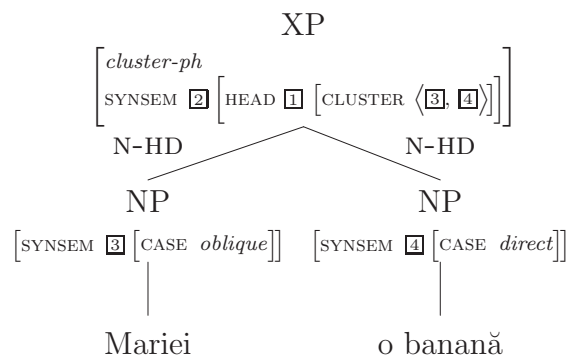 XP
[cluster-ph
SYNSEM 2 [HEAD 1 [CLUSTER ⟨3, 4⟩]]]
N-HD N-HD
NP NP
[SYNSEM 3 [CASE oblique]] [SYNSEM 4 [CASE direct]]
Mariei o banană